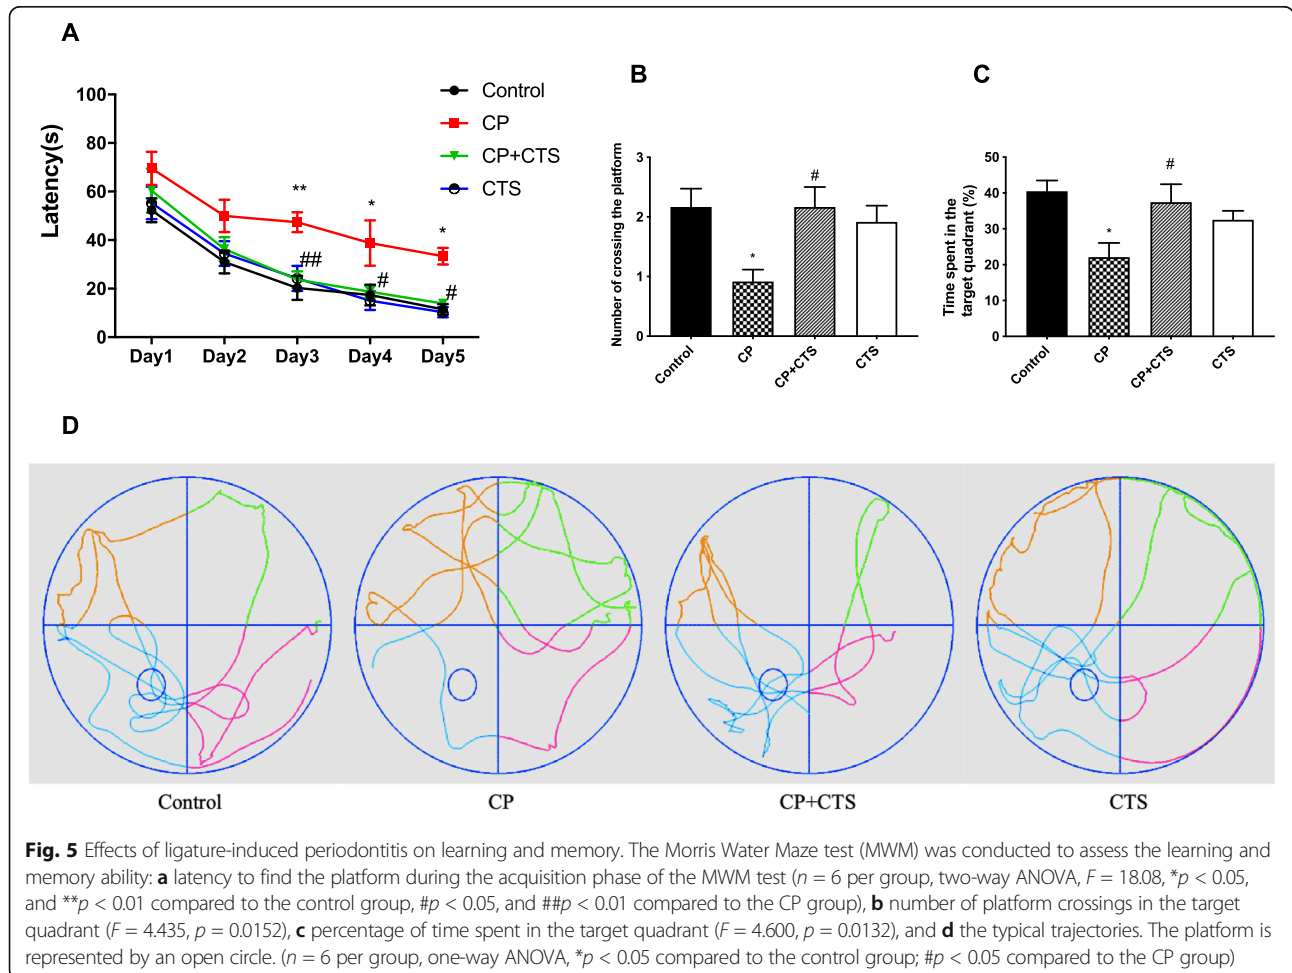 A
Latency(s)
100
80
60
40
20
0
Day1 Day2 Day3 Day4 Day5
** * *
## # #
Control
CP
CP+CTS
CTS
B
Number of crossing the platform
3
2
1
0
* #
Control CP CP+CTS CTS
C
Time spent in the
target quadrant (%)
50
40
30
20
10
0
* #
Control CP CP+CTS CTS
D
Control CP CP+CTS CTS
Fig. 5 Effects of ligature-induced periodontitis on learning and memory. The Morris Water Maze test (MWM) was conducted to assess the learning and
memory ability: a latency to find the platform during the acquisition phase of the MWM test (n = 6 per group, two-way ANOVA, F = 18.08, *p < 0.05,
and **p < 0.01 compared to the control group, #p < 0.05, and ##p < 0.01 compared to the CP group), b number of platform crossings in the target
quadrant (F = 4.435, p = 0.0152), c percentage of time spent in the target quadrant (F = 4.600, p = 0.0132), and d the typical trajectories. The platform is
represented by an open circle. (n = 6 per group, one-way ANOVA, *p < 0.05 compared to the control group; #p < 0.05 compared to the CP group)